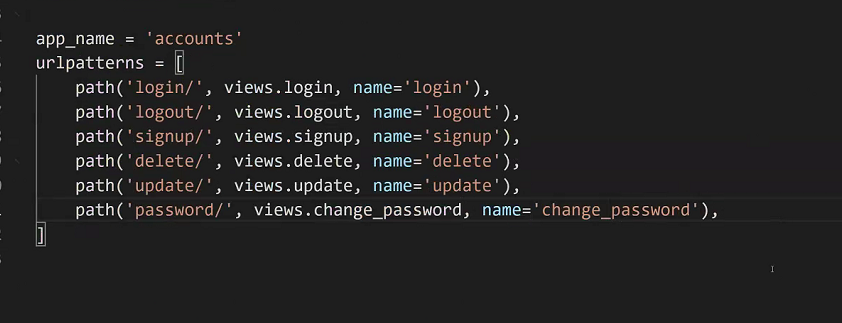 app_name = 'accounts'
urlpatterns = [
    path('login/', views.login, name='login'),
    path('logout/', views.logout, name='logout'),
    path('signup/', views.signup, name='signup'),
    path('delete/', views.delete, name='delete'),
    path('update/', views.update, name='update'),
    path('password/', views.change_password, name='change_password'),
]